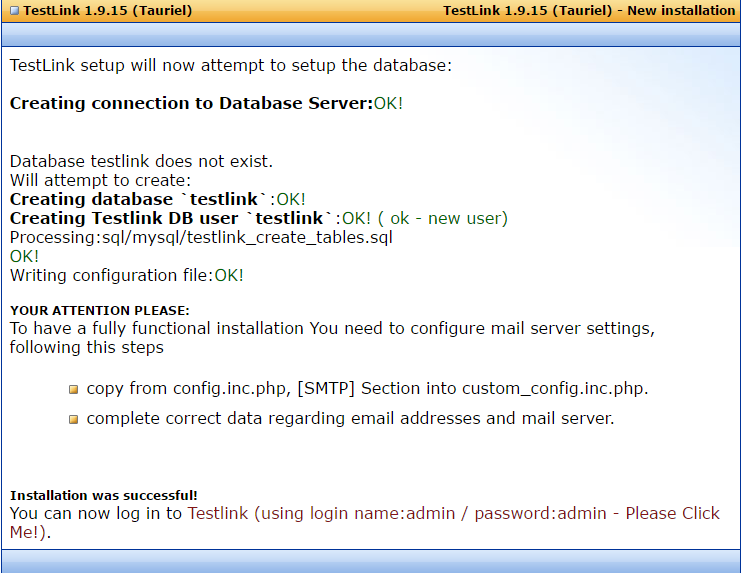 TestLink 1.9.15 (Tauriel) TestLink 1.9.15 (Tauriel) - New installation
TestLink setup will now attempt to setup the database:
Creating connection to Database Server:OK!
Database testlink does not exist.
Will attempt to create:
Creating database `testlink`:OK!
Creating Testlink DB user `testlink`:OK! ( ok - new user)
Processing:sql/mysql/testlink_create_tables.sql
OK!
Writing configuration file:OK!
YOUR ATTENTION PLEASE:
To have a fully functional installation You need to configure mail server settings,
following this steps
copy from config.inc.php, [SMTP] Section into custom_config.inc.php.
complete correct data regarding email addresses and mail server.
Installation was successful!
You can now log in to Testlink (using login name:admin / password:admin - Please Click
Me!).